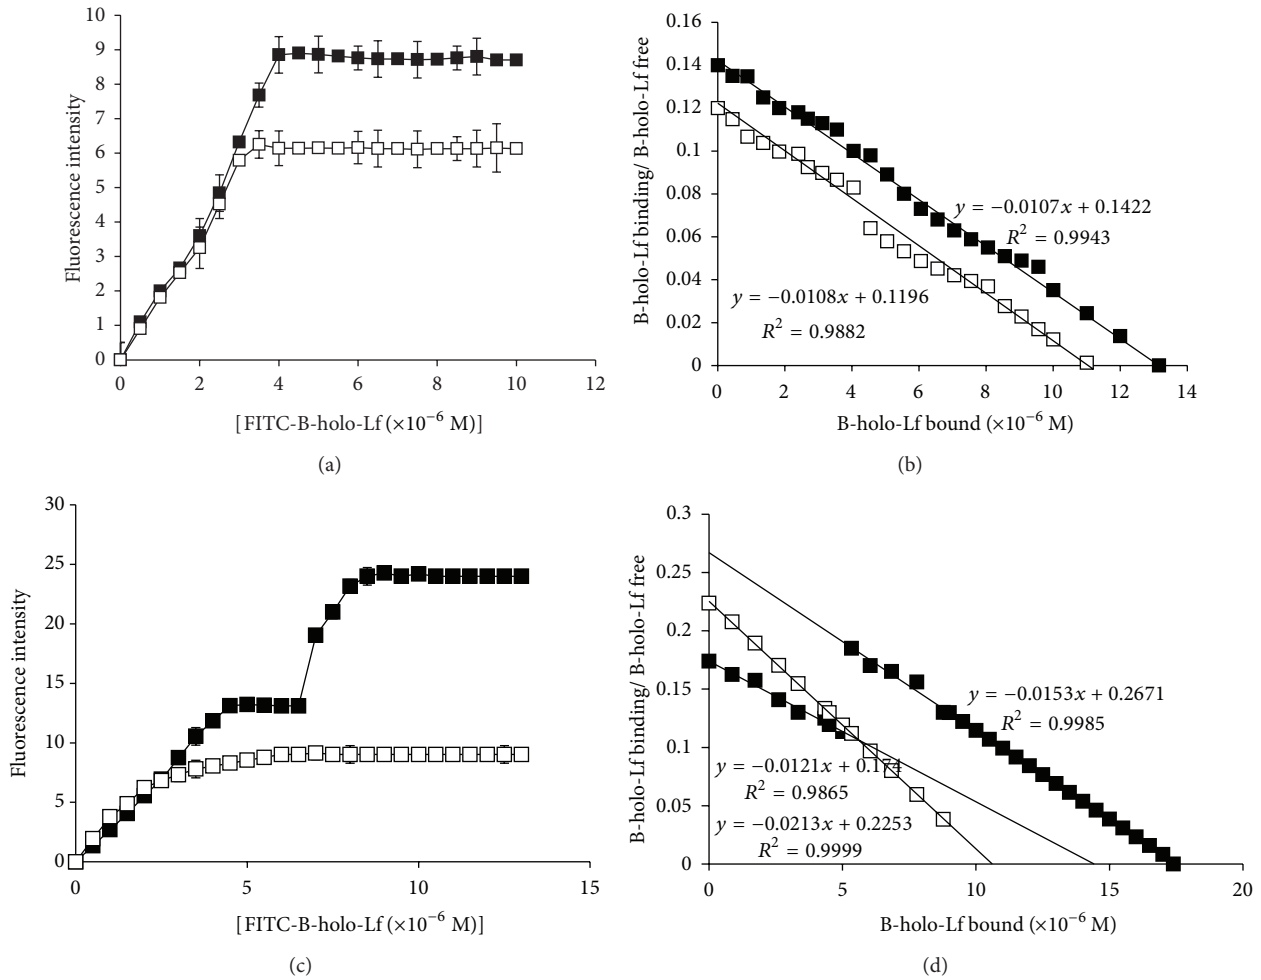 10
9
8
7
6
5
4
3
2
1
0
Fluorescence intensity
0 2 4 6 8 10 12
[FITC-B-holo-Lf (×10⁻⁶ M)]
(a)
0.16
0.14
0.12
0.1
0.08
0.06
0.04
0.02
0
B-holo-Lf binding/ B-holo-Lf free
y = −0.0107x + 0.1422
R² = 0.9943
y = −0.0108x + 0.1196
R² = 0.9882
0 2 4 6 8 10 12 14
B-holo-Lf bound (×10⁻⁶ M)
(b)
30
25
20
15
10
5
0
Fluorescence intensity
0 5 10 15
[FITC-B-holo-Lf (×10⁻⁶ M)]
(c)
0.3
0.25
0.2
0.15
0.1
0.05
0
B-holo-Lf binding/ B-holo-Lf free
y = −0.0153x + 0.2671
R² = 0.9985
y = −0.0121x + 0.174
R² = 0.9865
y = −0.0213x + 0.2253
R² = 0.9999
0 5 10 15 20
B-holo-Lf bound (×10⁻⁶ M)
(d)